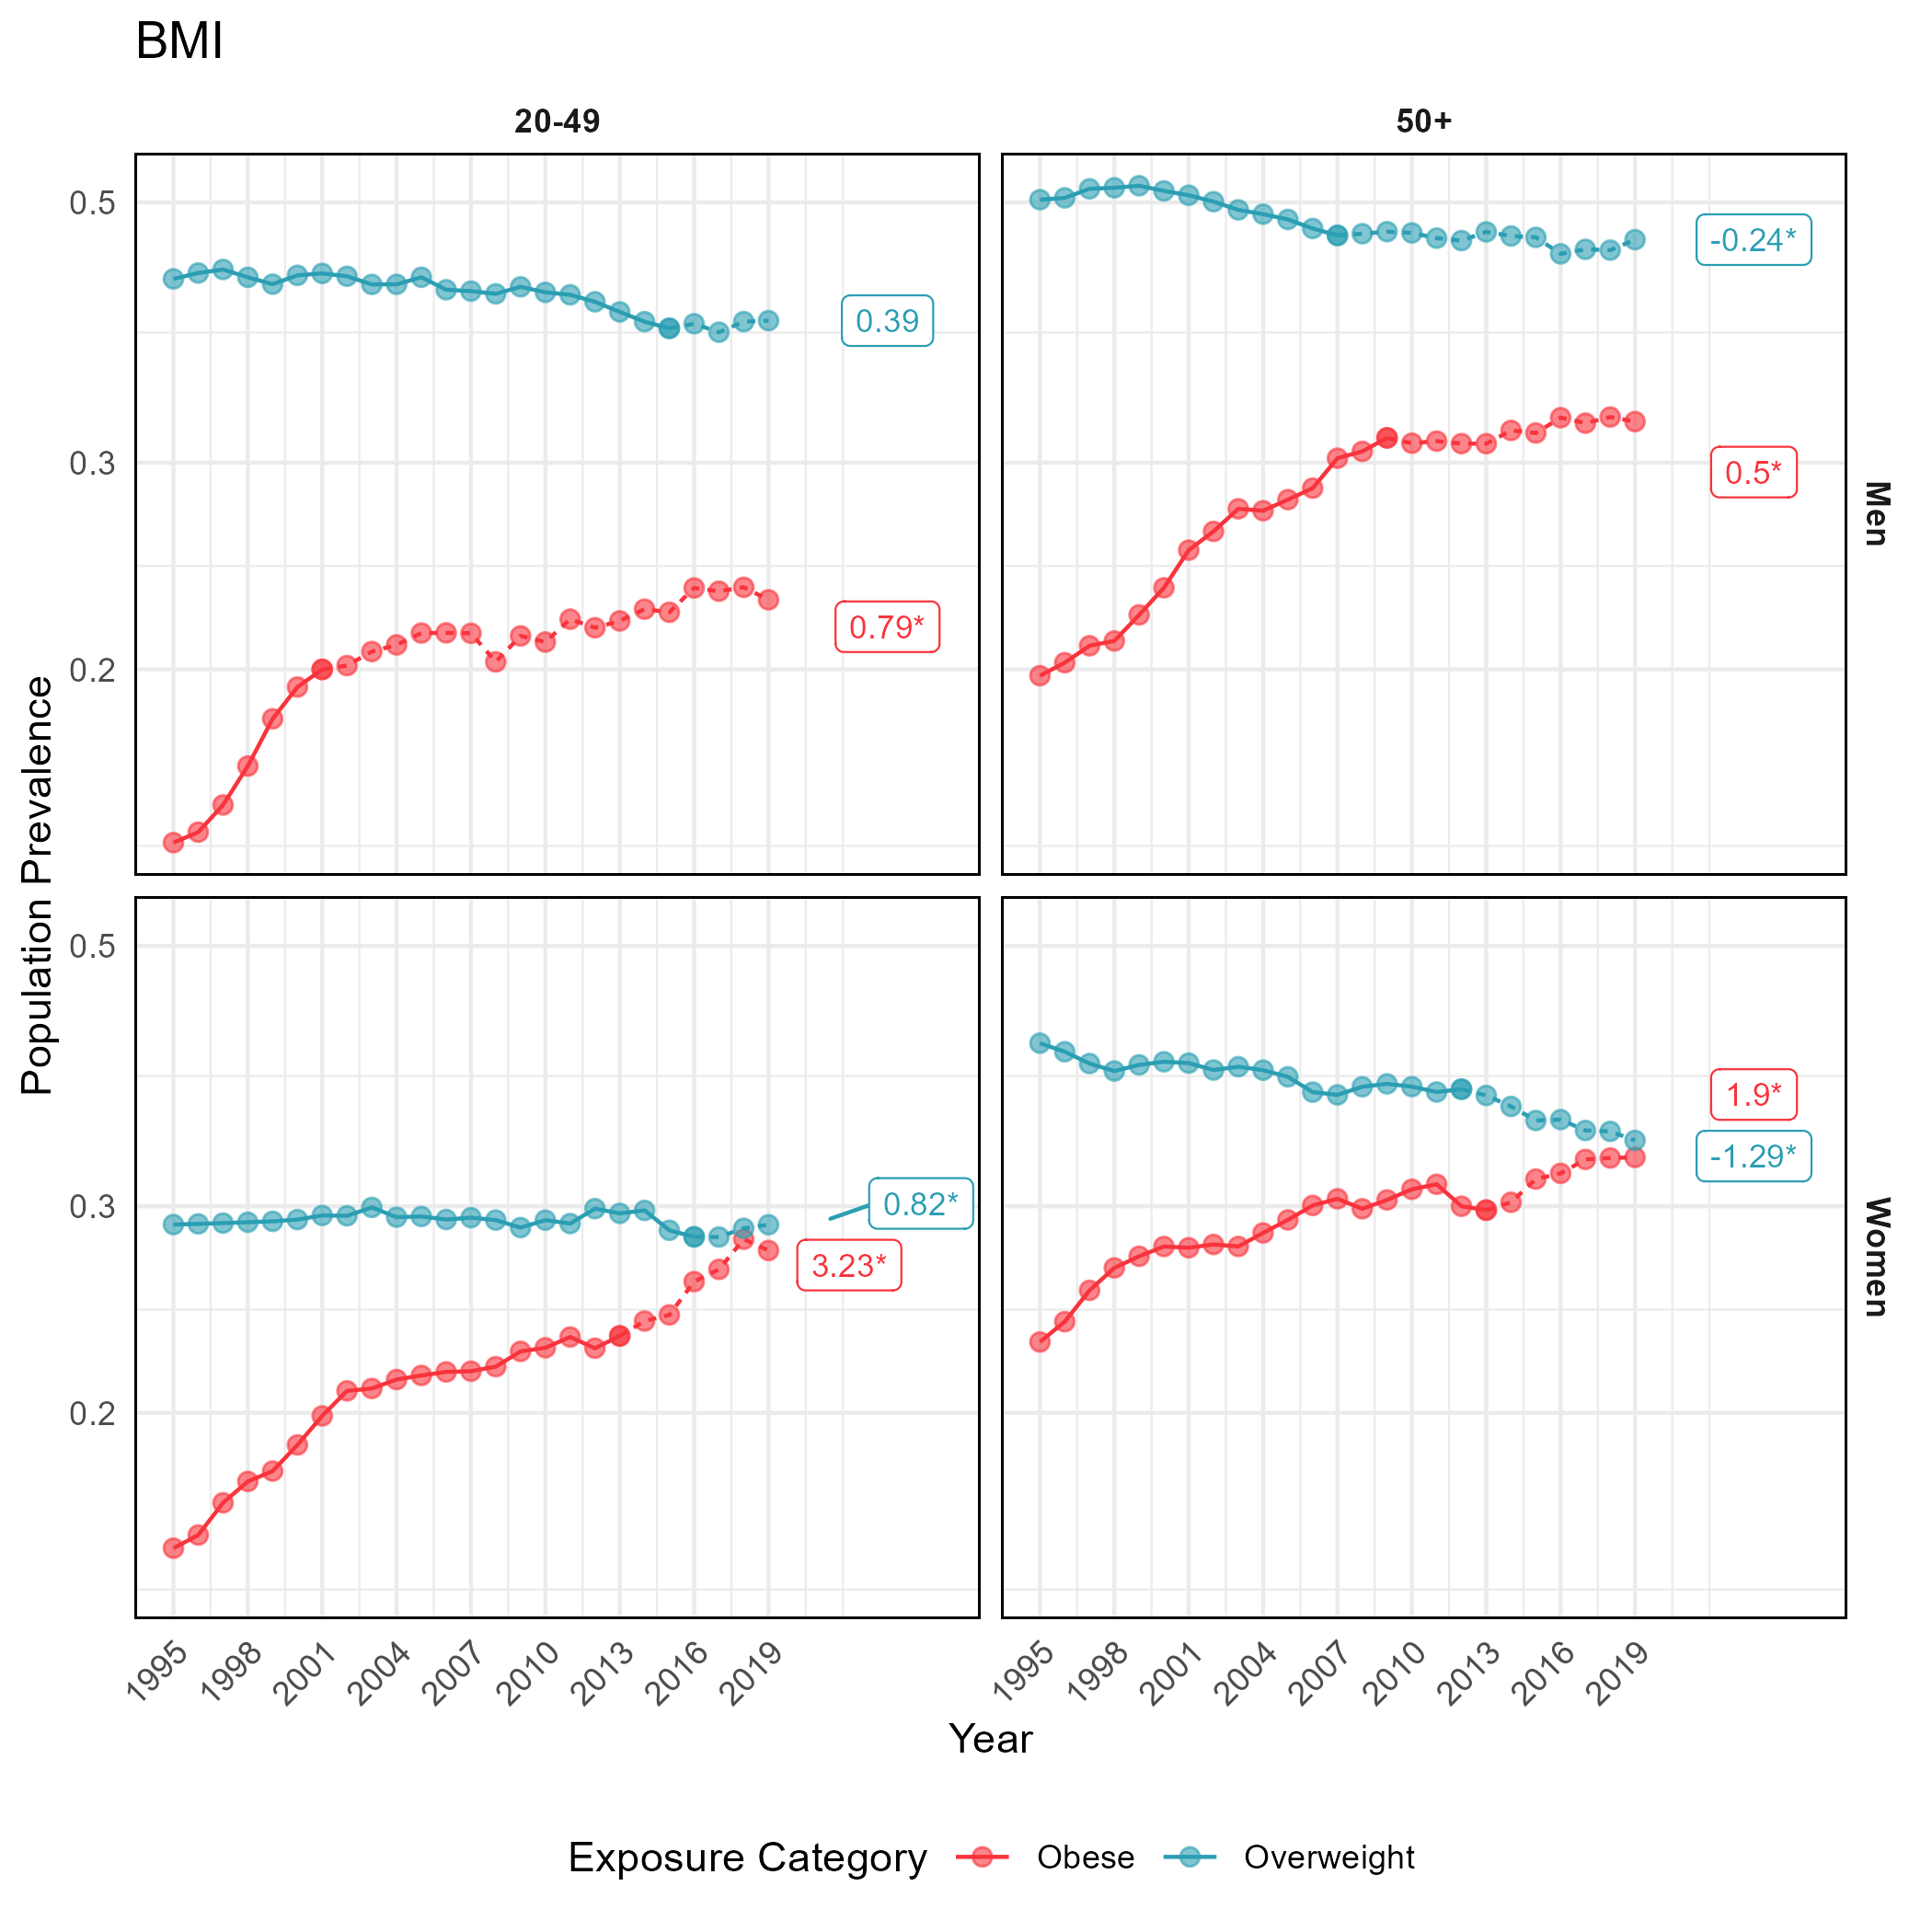 BMI
20-49
50+
Population Prevalence
0.5
0.3
0.2
0.39
0.79*
-0.24*
0.5*
Men
0.5
0.3
0.2
0.82*
3.23*
1.9*
-1.29*
Women
1995 1998 2001 2004 2007 2010 2013 2016 2019
1995 1998 2001 2004 2007 2010 2013 2016 2019
Year
Exposure Category Obese Overweight